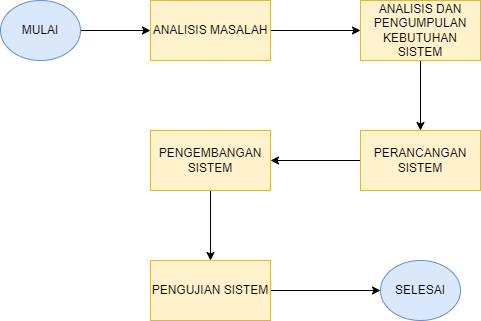 MULAI
ANALISIS MASALAH
ANALISIS DAN
PENGUMPULAN
KEBUTUHAN
SISTEM
PERANCANGAN
SISTEM
PENGEMBANGAN
SISTEM
PENGUJIAN SISTEM
SELESAI